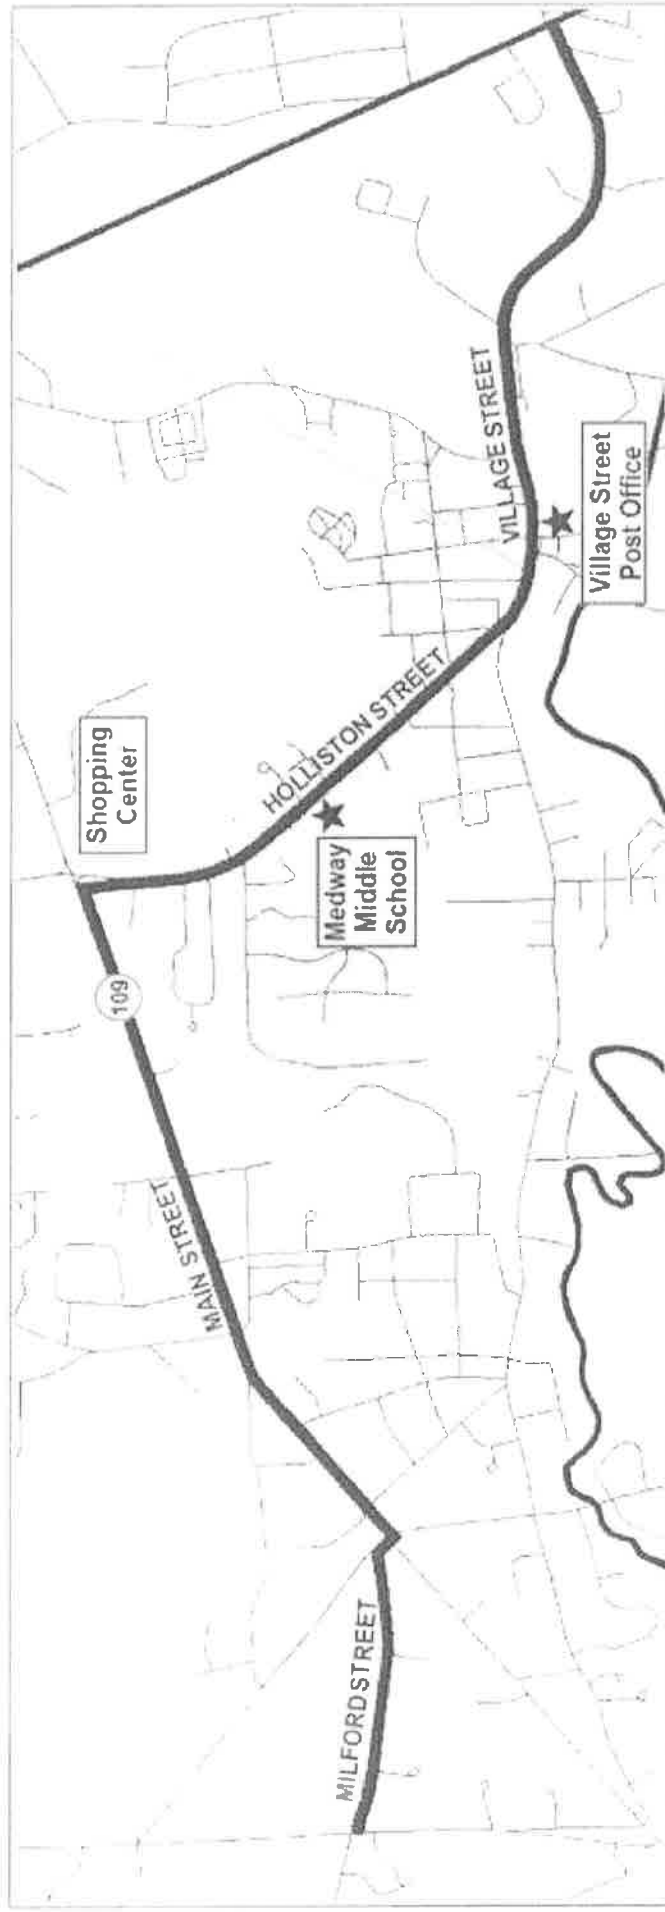 MILFORD STREET
MAIN STREET
109
Shopping
Center
HOLLISTON STREET
Medway
Middle
School
VILLAGE STREET
Village Street
Post Office